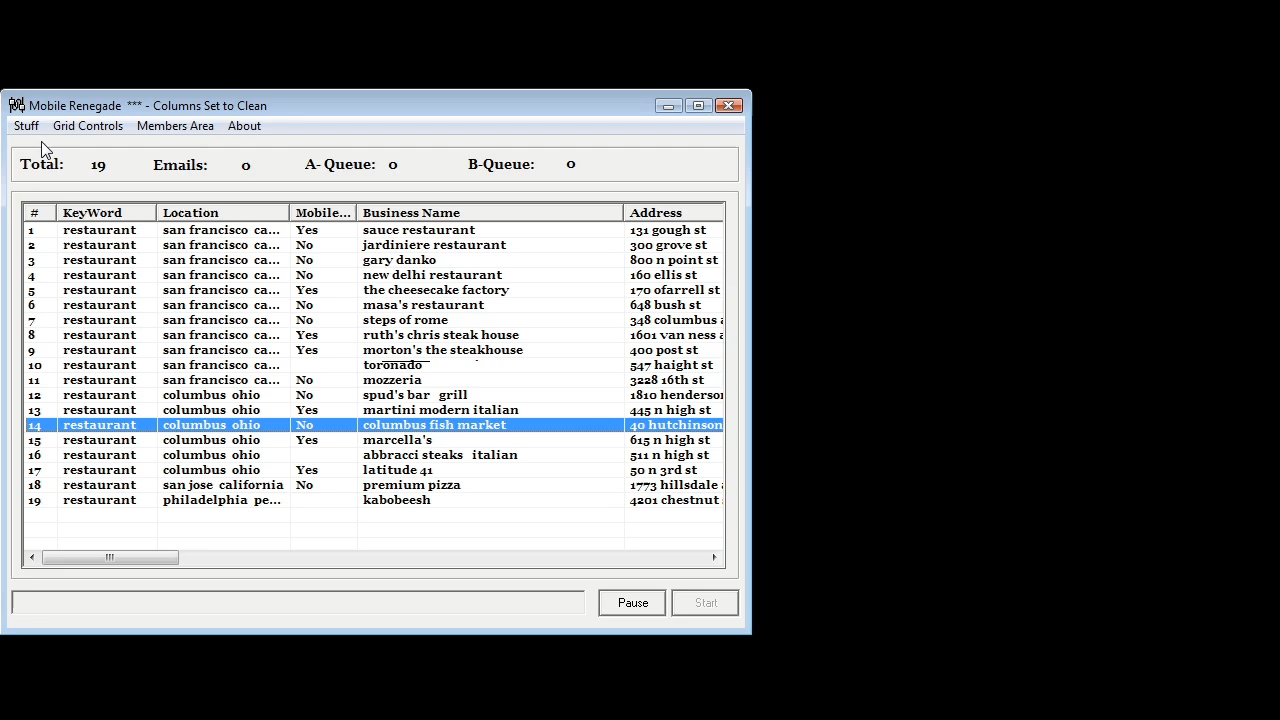 Mobile Renegade *** - Columns Set to Clean
Stuff Grid Controls Members Area About
Total: 19 Emails: 0 A- Queue: 0 B-Queue: 0
# KeyWord Location Mobile... Business Name Address
1 restaurant san francisco ca... Yes sauce restaurant 131 gough st
2 restaurant san francisco ca... No jardiniere restaurant 300 grove st
3 restaurant san francisco ca... No gary danko 800 n point st
4 restaurant san francisco ca... No new delhi restaurant 160 ellis st
5 restaurant san francisco ca... Yes the cheesecake factory 170 ofarrell st
6 restaurant san francisco ca... No masa's restaurant 648 bush st
7 restaurant san francisco ca... No steps of rome 348 columbus
8 restaurant san francisco ca... Yes ruth's chris steak house 1601 van ness
9 restaurant san francisco ca... Yes morton's the steakhouse 400 post st
10 restaurant san francisco ca... toronado 547 haight st
11 restaurant san francisco ca... No mozzeria 3228 16th st
12 restaurant columbus ohio No spud's bar grill 1810 henderson
13 restaurant columbus ohio Yes martini modern italian 445 n high st
14 restaurant columbus ohio No columbus fish market 40 hutchinson
15 restaurant columbus ohio Yes marcella's 615 n high st
16 restaurant columbus ohio abbracci steaks italian 511 n high st
17 restaurant columbus ohio Yes latitude 41 50 n 3rd st
18 restaurant san jose california No premium pizza 1773 hillsdale
19 restaurant philadelphia pe... kabobeesh 4201 chestnut
Pause Start